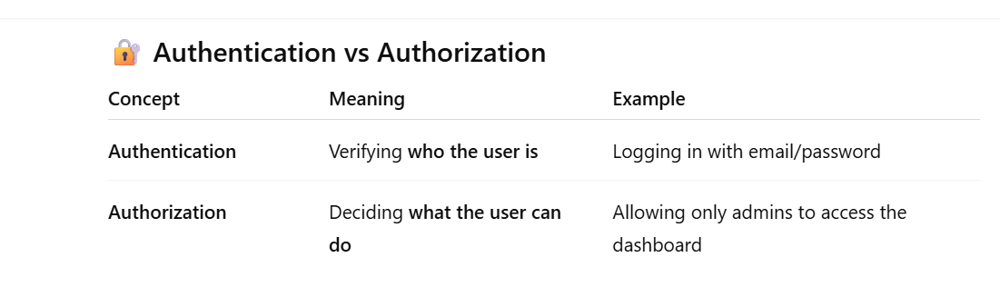 🔐 Authentication vs Authorization
Concept Meaning Example
Authentication Verifying who the user is Logging in with email/password
Authorization Deciding what the user can do Allowing only admins to access the dashboard